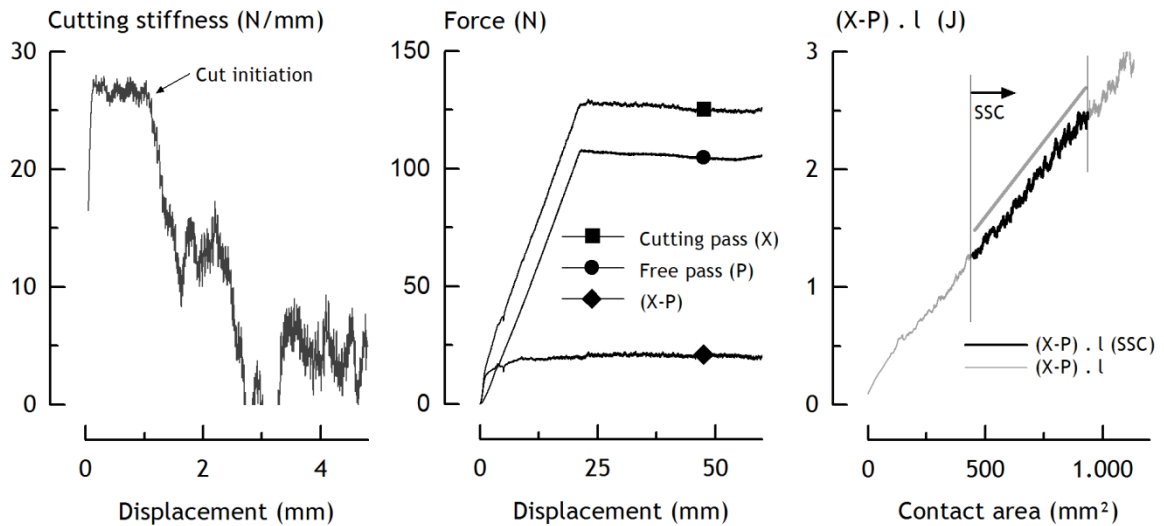 Cutting stiffness (N/mm)
30
20
10
0
Cut initiation
0
2
4
Displacement (mm)
Force (N)
150
100
50
0
Cutting pass (X)
Free pass (P)
(X-P)
0
25
50
Displacement (mm)
(X-P) . l (J)
3
2
1
0
SSC
(X-P) . l (SSC)
(X-P) . l
0
500
1.000
Contact area (mm²)